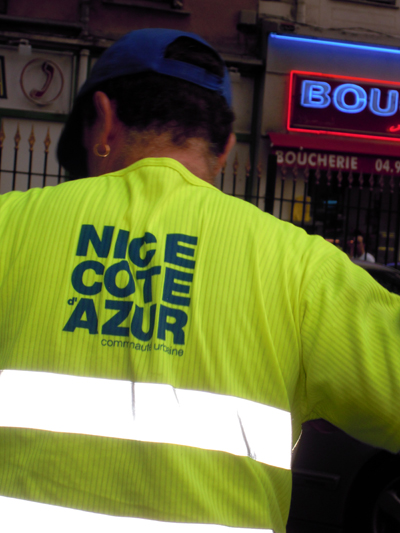 BOU
BOUCHERIE 04.9
NICE
COTE
d'AZUR
communauté urbaine